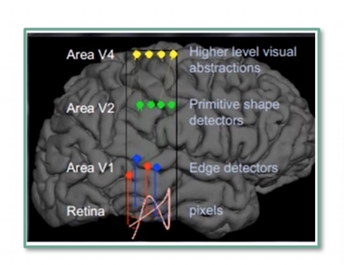 Area V4 Higher level visual
abstractions
Area V2 Primitive shape
detectors
Area V1 Edge detectors
Retina pixels